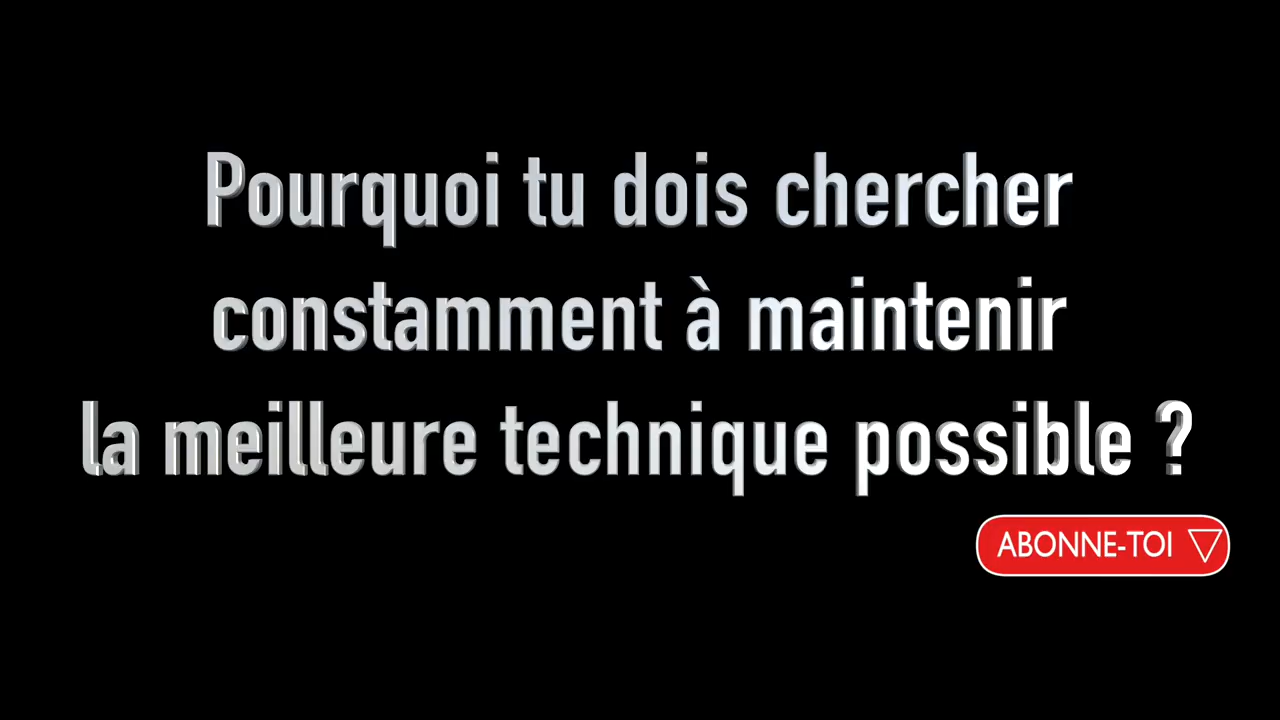 Pourquoi tu dois chercher
constamment à maintenir
la meilleure technique possible ?
ABONNE-TOI